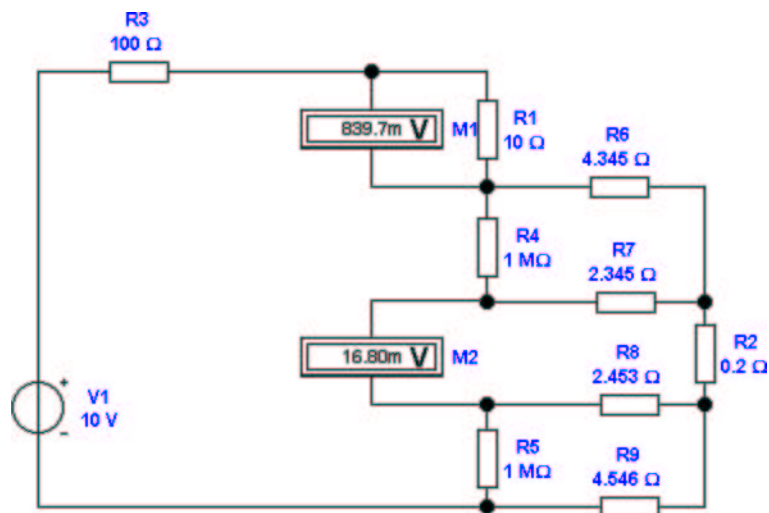 R3
100 Ω
839.7m V
M1
R1
10 Ω
R6
4.345 Ω
R4
1 MΩ
R7
2.345 Ω
16.80m V
M2
R2
0.2 Ω
R8
2.453 Ω
+
V1
10 V
−
R5
1 MΩ
R9
4.546 Ω